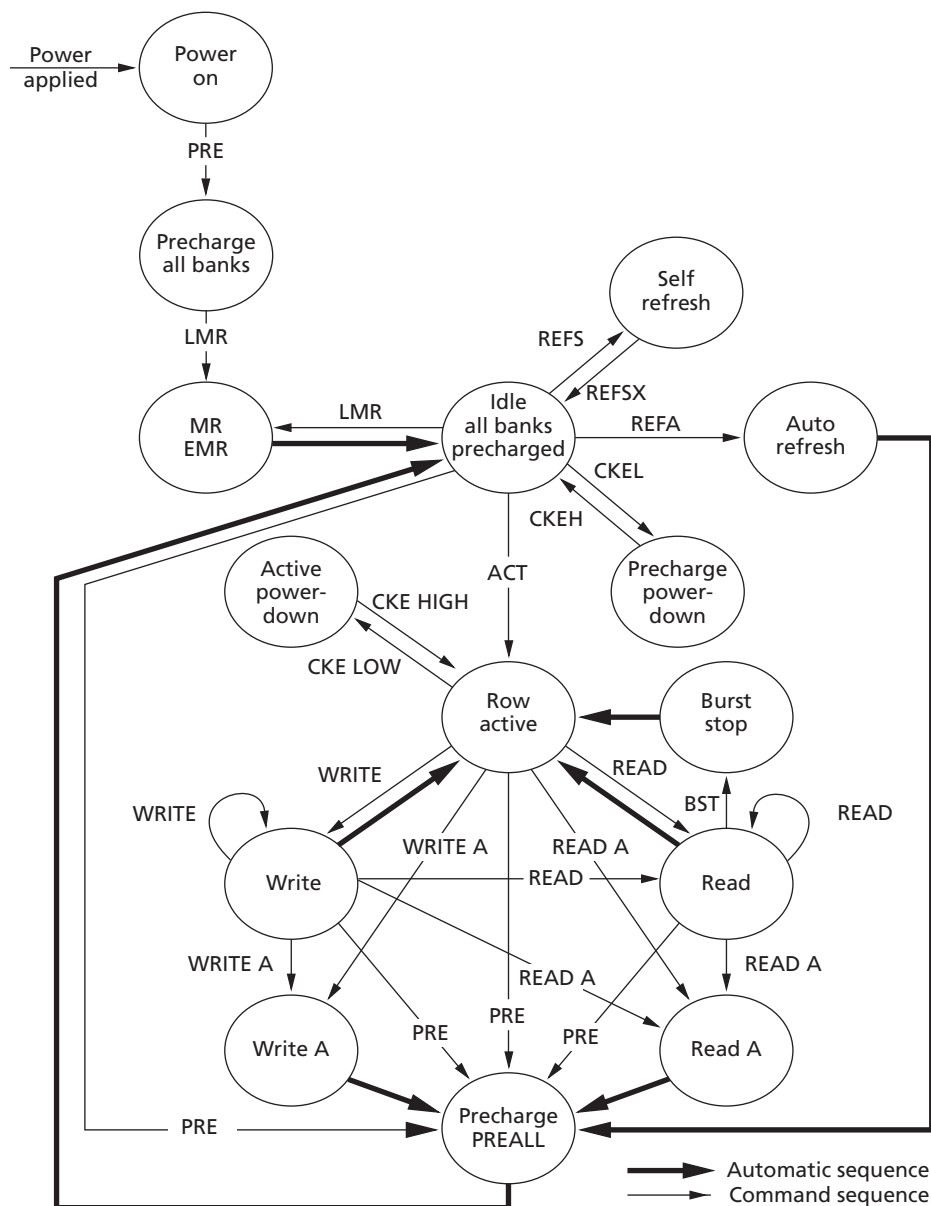 Power
applied
Power
on
PRE
Precharge
all banks
LMR
Self
refresh
REFS
REFSX
MR
EMR
LMR
Idle
all banks
precharged
REFA
Auto
refresh
CKEL
CKEH
Active
power-
down
CKE HIGH
CKE LOW
ACT
Precharge
power-
down
Row
active
Burst
stop
WRITE
READ
BST
WRITE
READ
WRITE A
READ A
Write
READ
Read
WRITE A
READ A
READ A
Write A
PRE
PRE
PRE
Read A
PRE
Precharge
PREALL
Automatic sequence
Command sequence